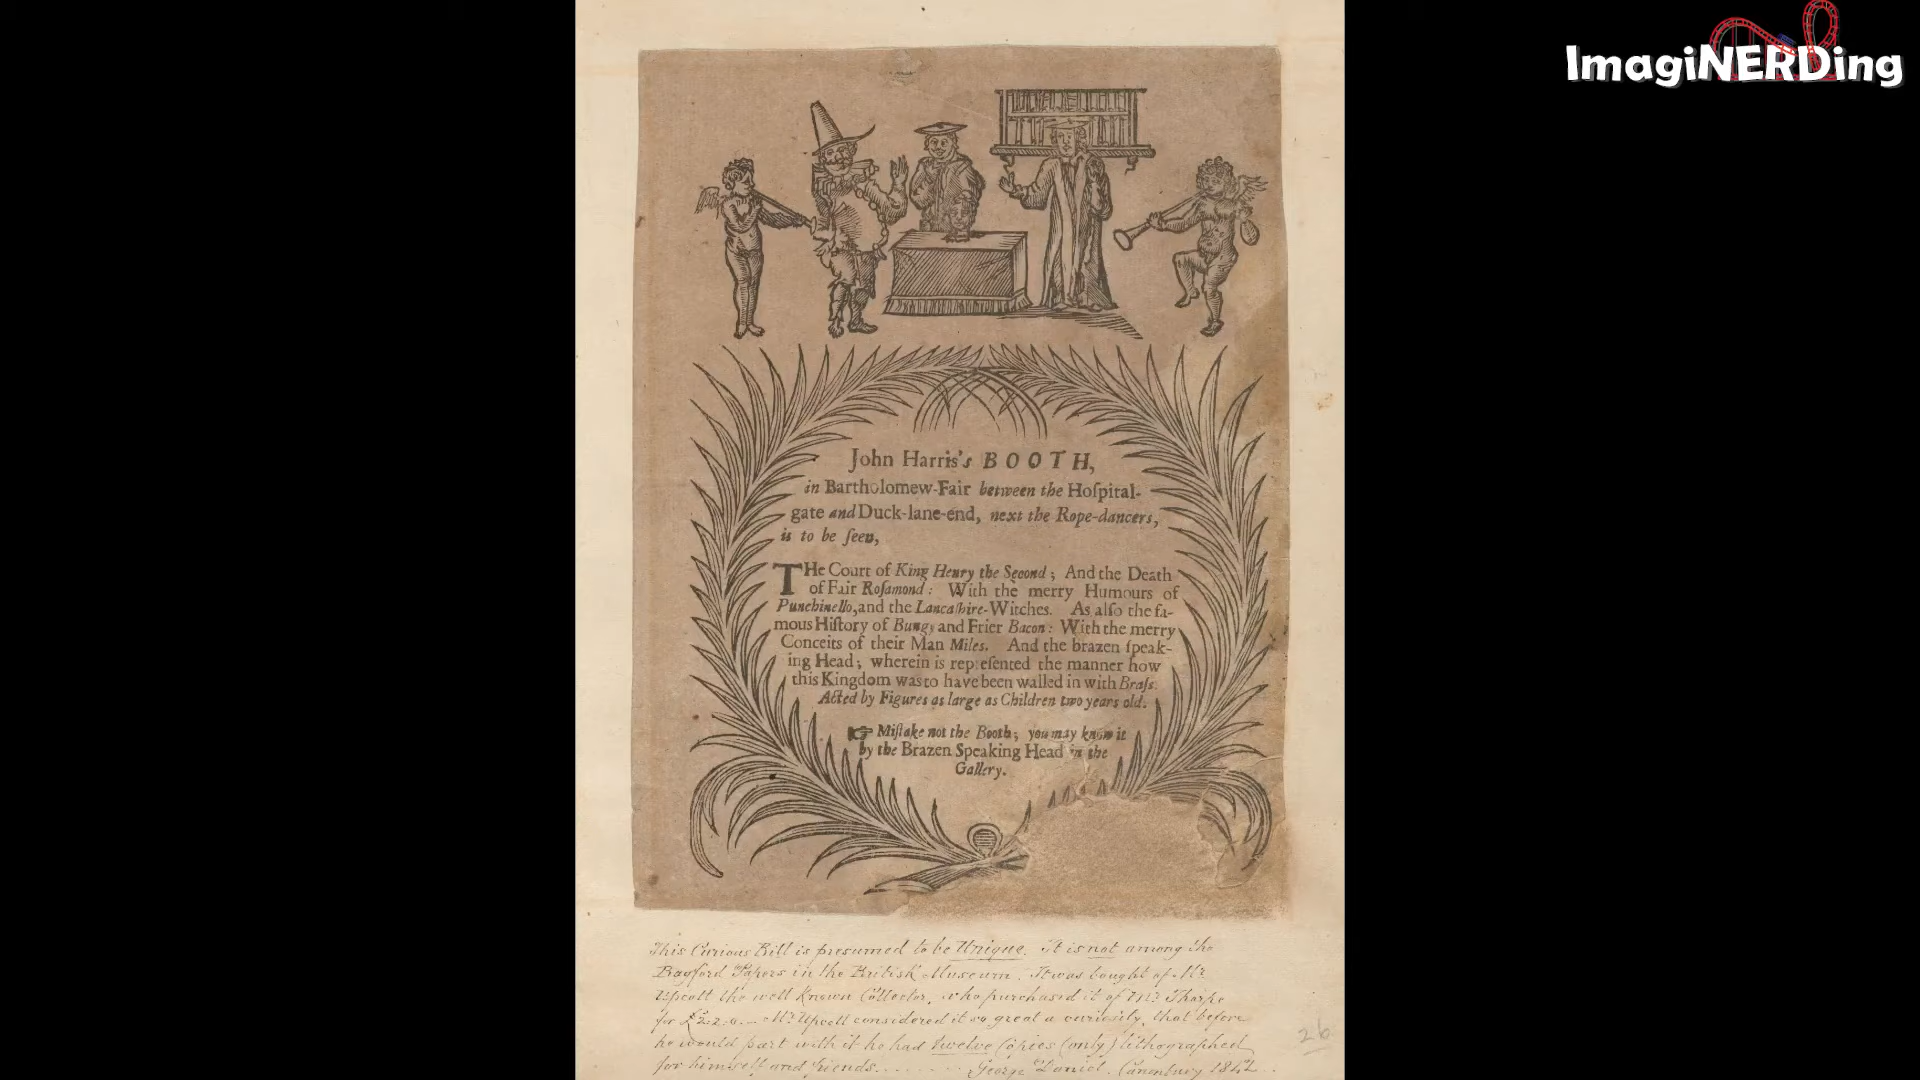 ImagiNERDing
John Harris's BOOTH,
in Bartholomew-Fair between the Hoſpital-
gate and Duck-lane-end, next the Rope-dancers,
is to be ſeen,
THe Court of King Henry the Second; And the Death
of Fair Roſamond: With the merry Humours of
Punchinello, and the Lancaſhire-Witches. As alſo the fa-
mous Hiſtory of Bungy and Frier Bacon: With the merry
Conceits of their Man Miles. And the brazen ſpeak-
ing Head; wherein is repreſented the manner how
this Kingdom was to have been walled in with Braſs.
Acted by Figures as large as Children two years old.
☞ Miſtake not the Booth; you may know it
by the Brazen Speaking Head in the
Gallery.
This Curious Bill is presumed to be Unique. It is not among the
Bagford Papers in the British Museum. It was bought of Mr
Upcott the well known Collector, who purchased it of Mr. Thorpe
for £2.2.0. Mr Upcott considered it so great a curiosity, that before
he would part with it he had twelve Copies (only) lithographed
for himself and friends. George Daniel. Canonbury 1842
26